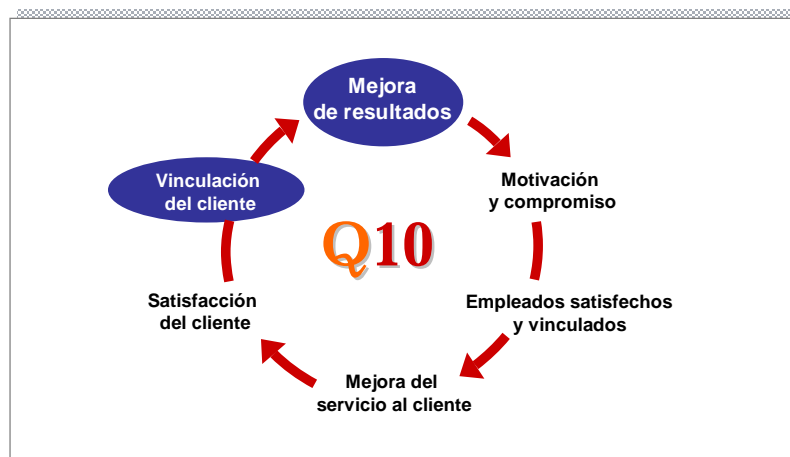 Mejora
de resultados
Motivación
y compromiso
Empleados satisfechos
y vinculados
Mejora del
servicio al cliente
Satisfacción
del cliente
Vinculación
del cliente
Q10